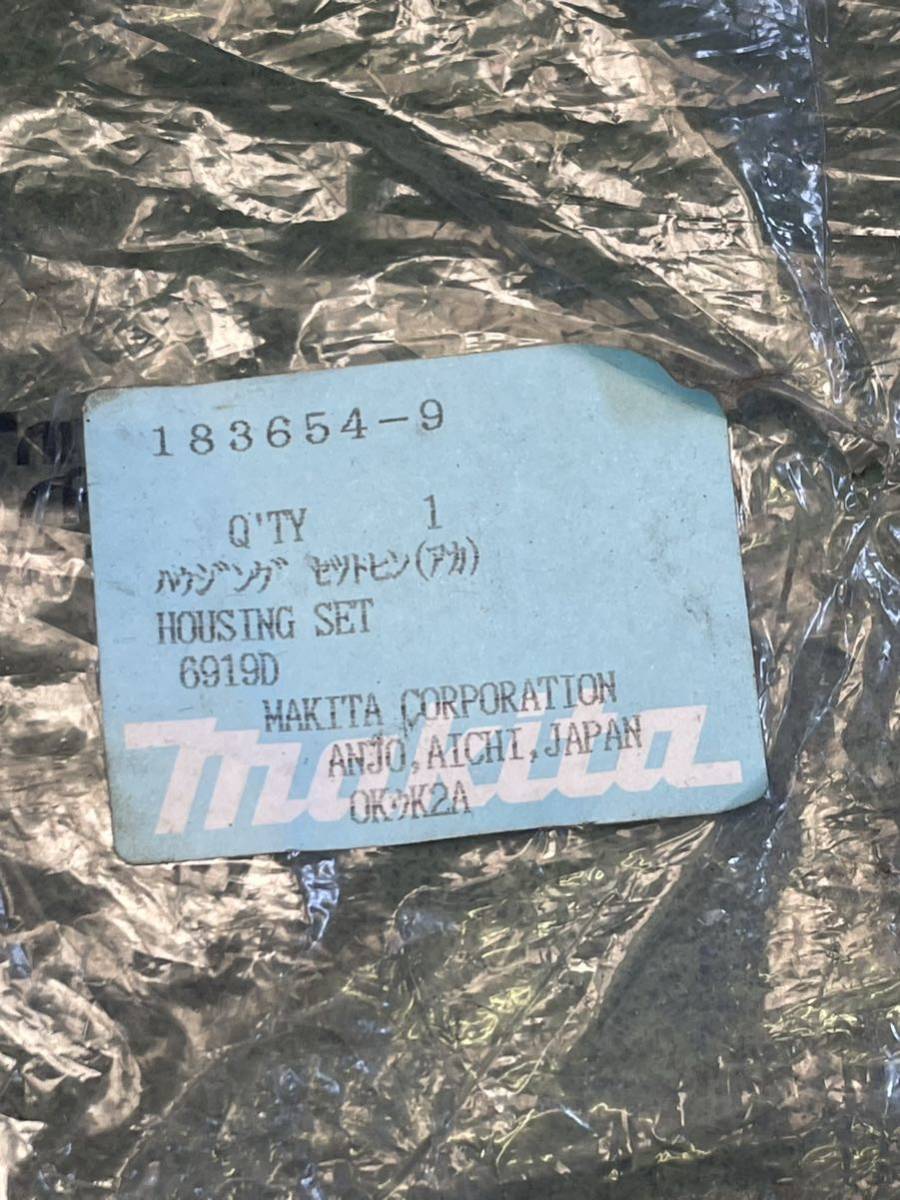 183654-9
Q'TY 1
ハウジング セツトヒン(アカ)
HOUSING SET
6919D
MAKITA CORPORATION
ANJO,AICHI,JAPAN
makita